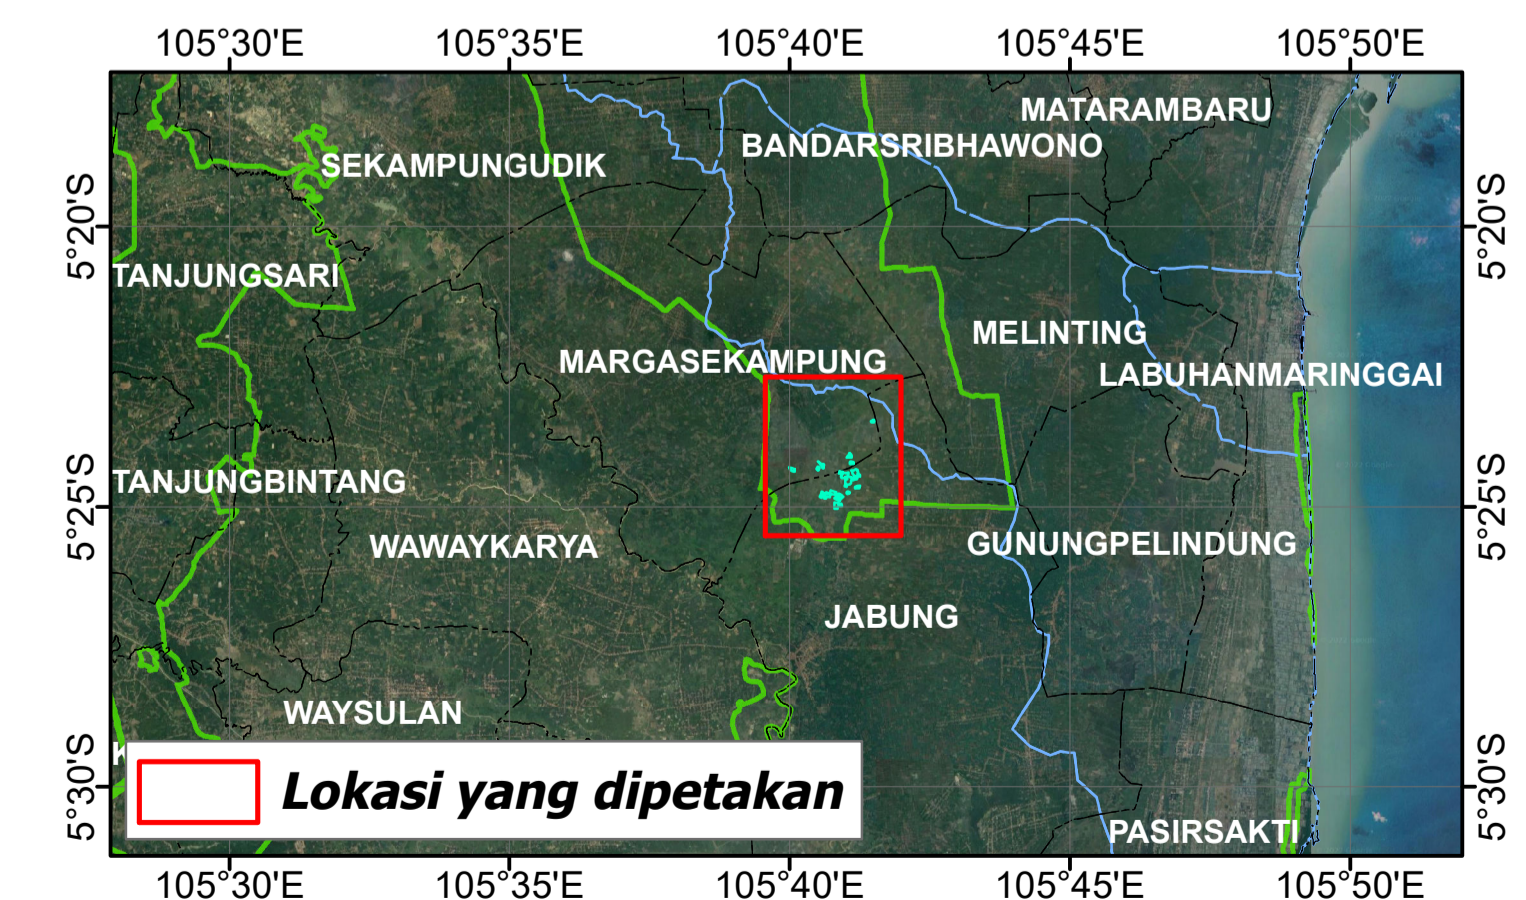 105°30'E 105°35'E 105°40'E 105°45'E 105°50'E
MATARAMBARU
BANDARSRIBHAWONO
SEKAMPUNGUDIK
5°20'S 5°20'S
TANJUNGSARI
MELINTING
MARGASEKAMPUNG
LABUHANMARINGGAI
TANJUNGBINTANG
5°25'S 5°25'S
WAWAYKARYA
GUNUNGPELINDUNG
JABUNG
WAYSULAN
K
5°30'S 5°30'S
Lokasi yang dipetakan
PASIRSAKTI
105°30'E 105°35'E 105°40'E 105°45'E 105°50'E